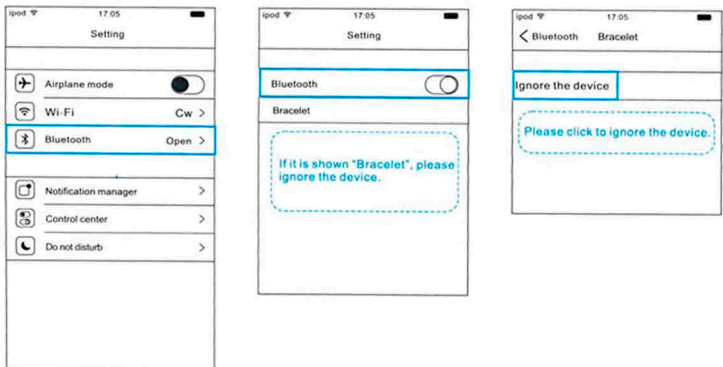 ipod 17:05
Setting
Airplane mode
Wi-Fi Cw >
Bluetooth Open >
Notification manager >
Control center >
Do not disturb >
ipod 17:05
Setting
Bluetooth
Bracelet
If it is shown "Bracelet", please
ignore the device.
ipod 17:05
< Bluetooth Bracelet
Ignore the device
Please click to ignore the device.